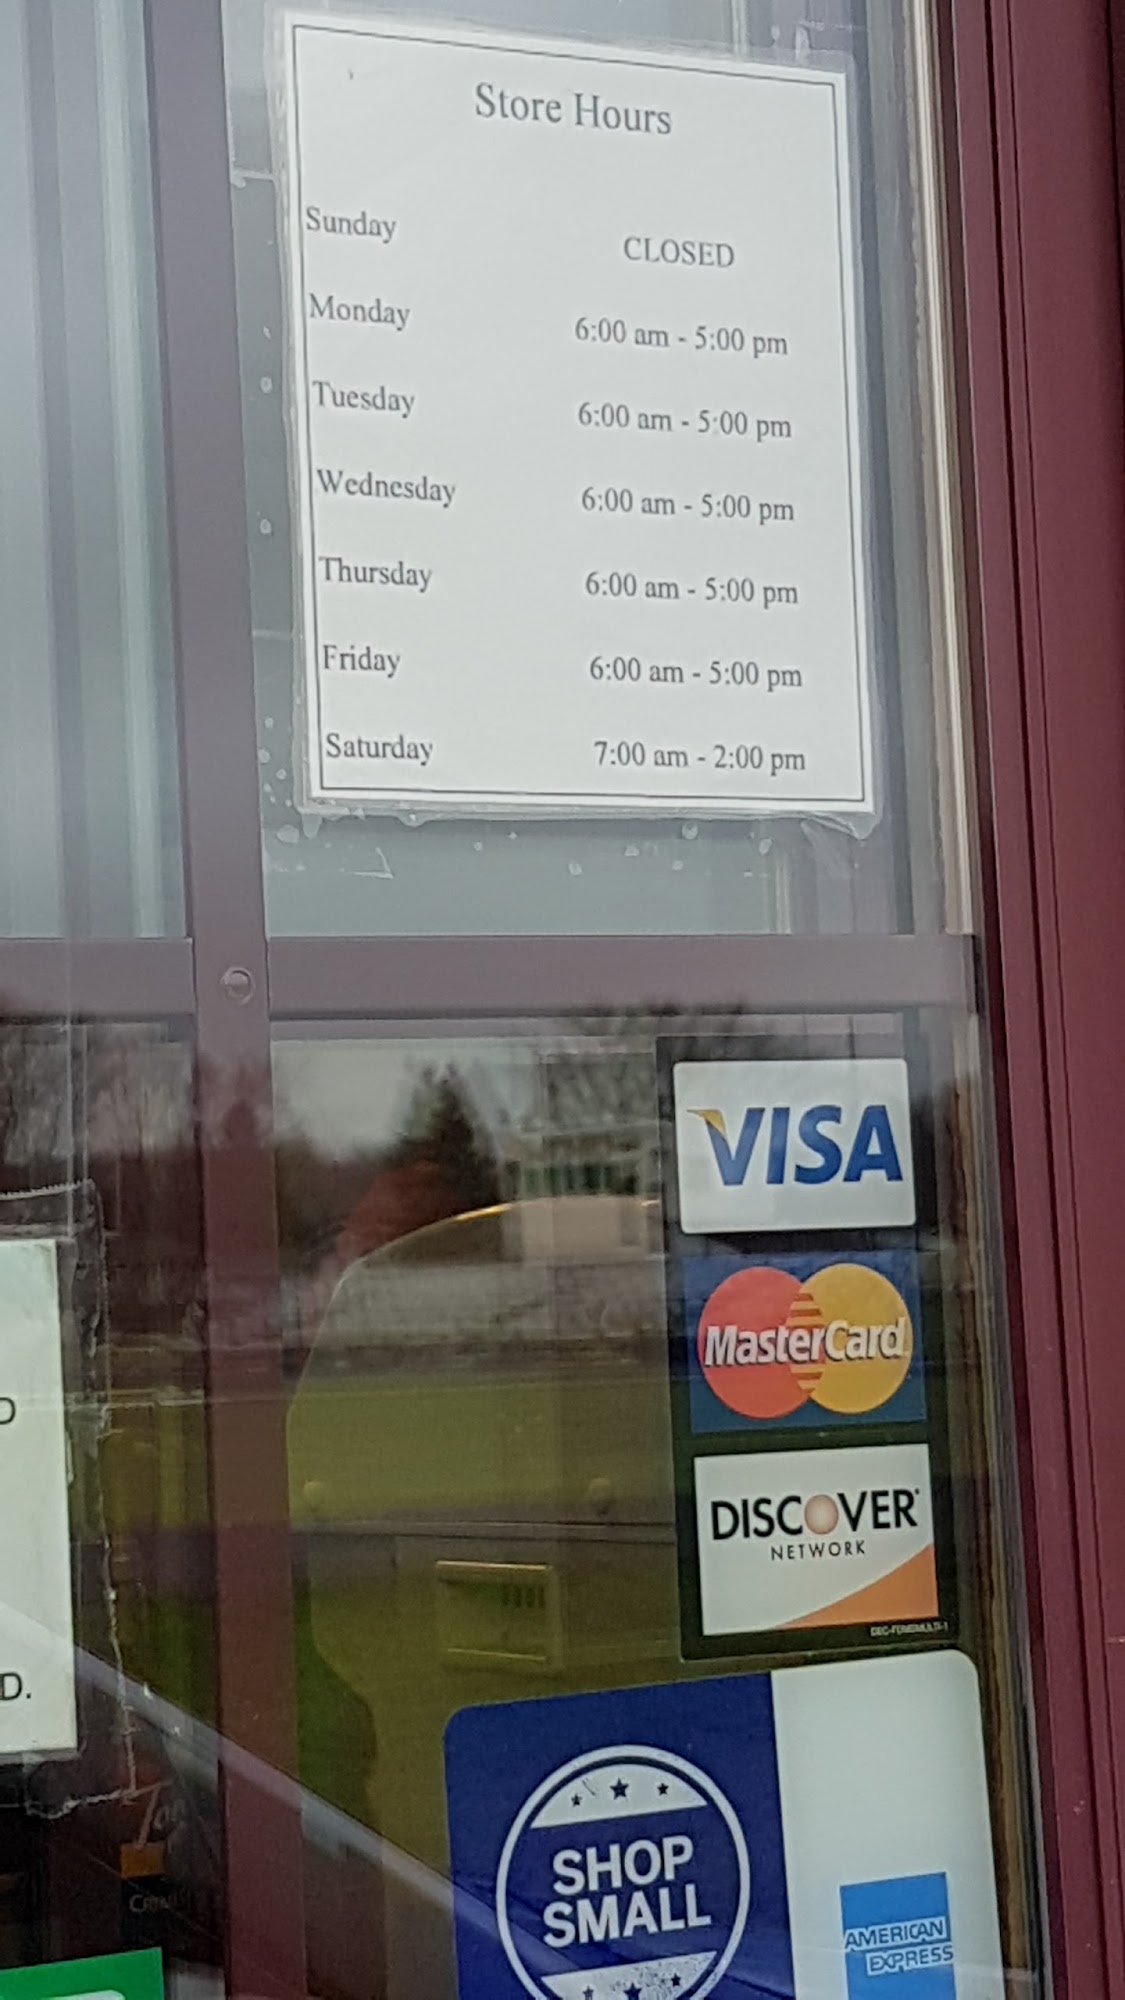 Store Hours
Sunday CLOSED
Monday 6:00 am - 5:00 pm
Tuesday 6:00 am - 5:00 pm
Wednesday 6:00 am - 5:00 pm
Thursday 6:00 am - 5:00 pm
Friday 6:00 am - 5:00 pm
Saturday 7:00 am - 2:00 pm
VISA
MasterCard
DISCOVER
NETWORK
D
D.
SHOP
SMALL
AMERICAN
EXPRESS